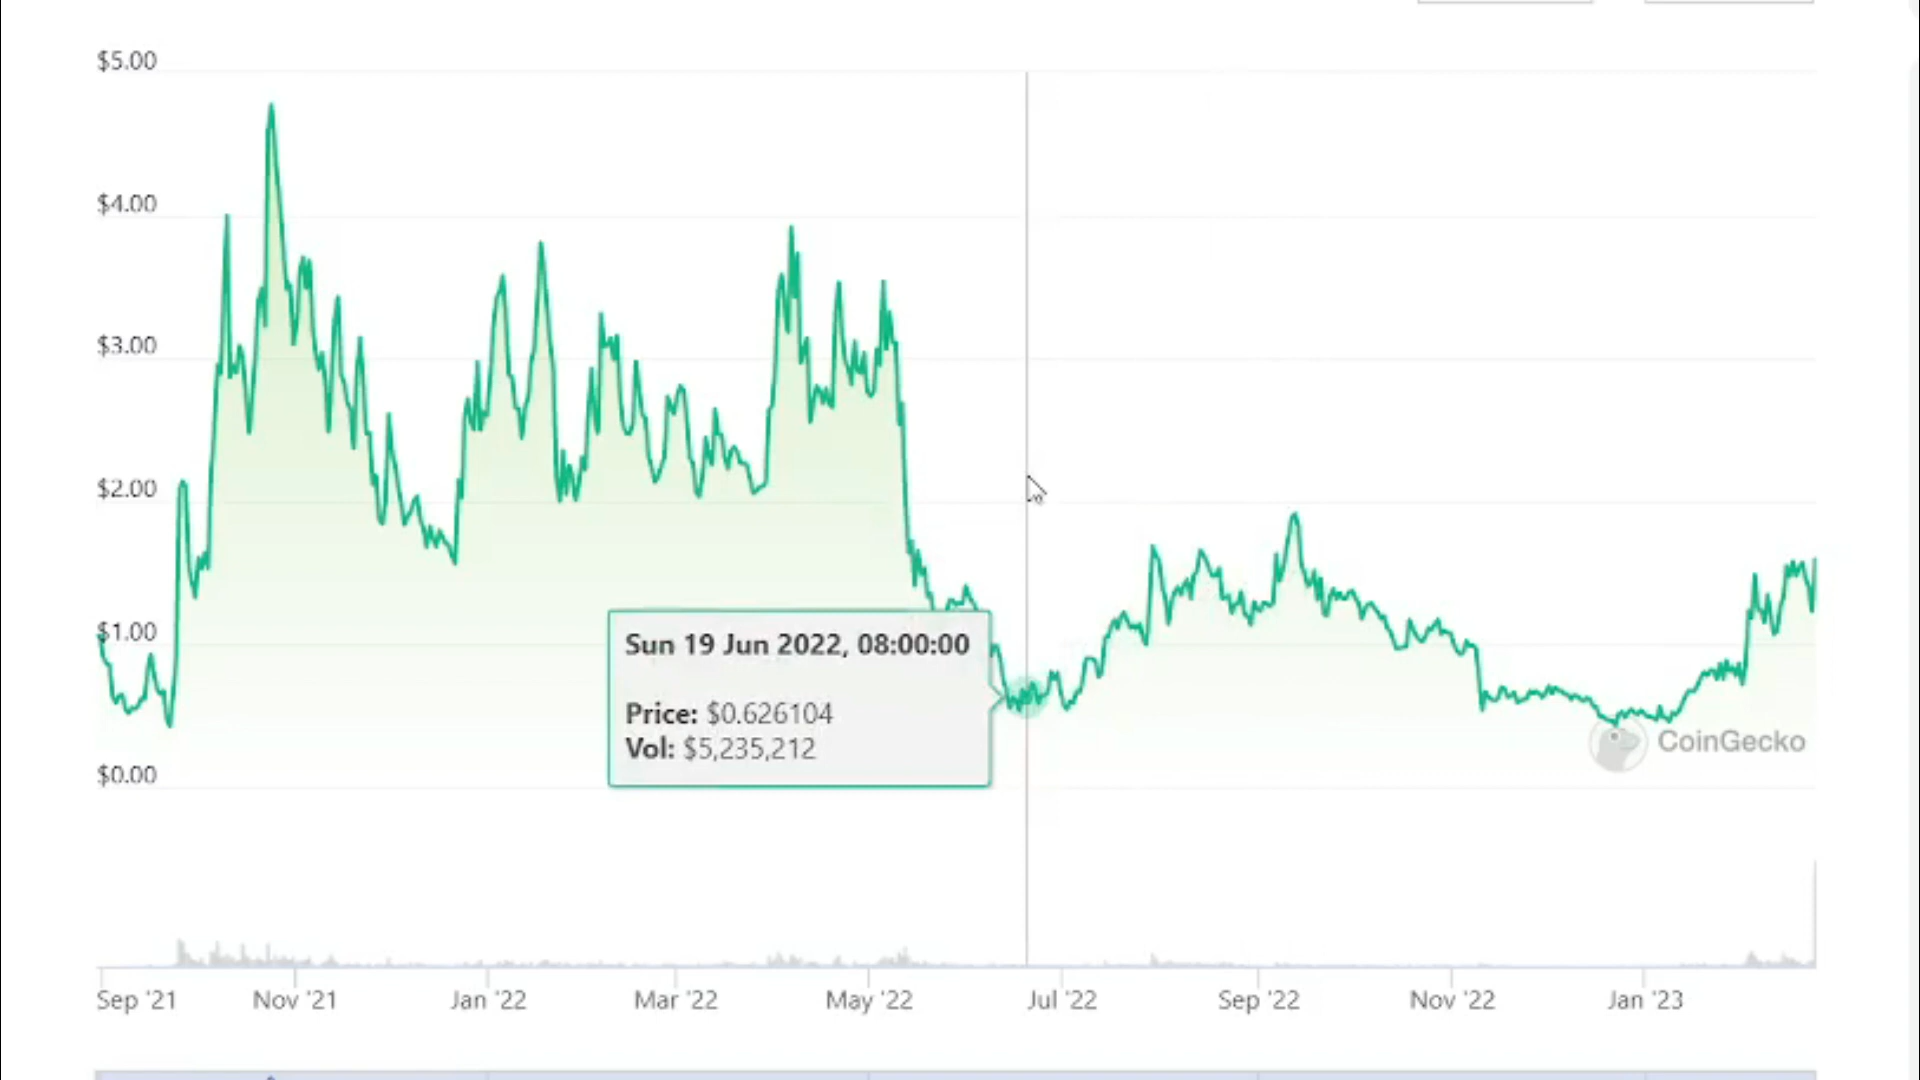 $5.00
$4.00
$3.00
$2.00
$1.00
$0.00
Sun 19 Jun 2022, 08:00:00
Price: $0.626104
Vol: $5,235,212
CoinGecko
Sep '21 Nov '21 Jan '22 Mar '22 May '22 Jul '22 Sep '22 Nov '22 Jan '23